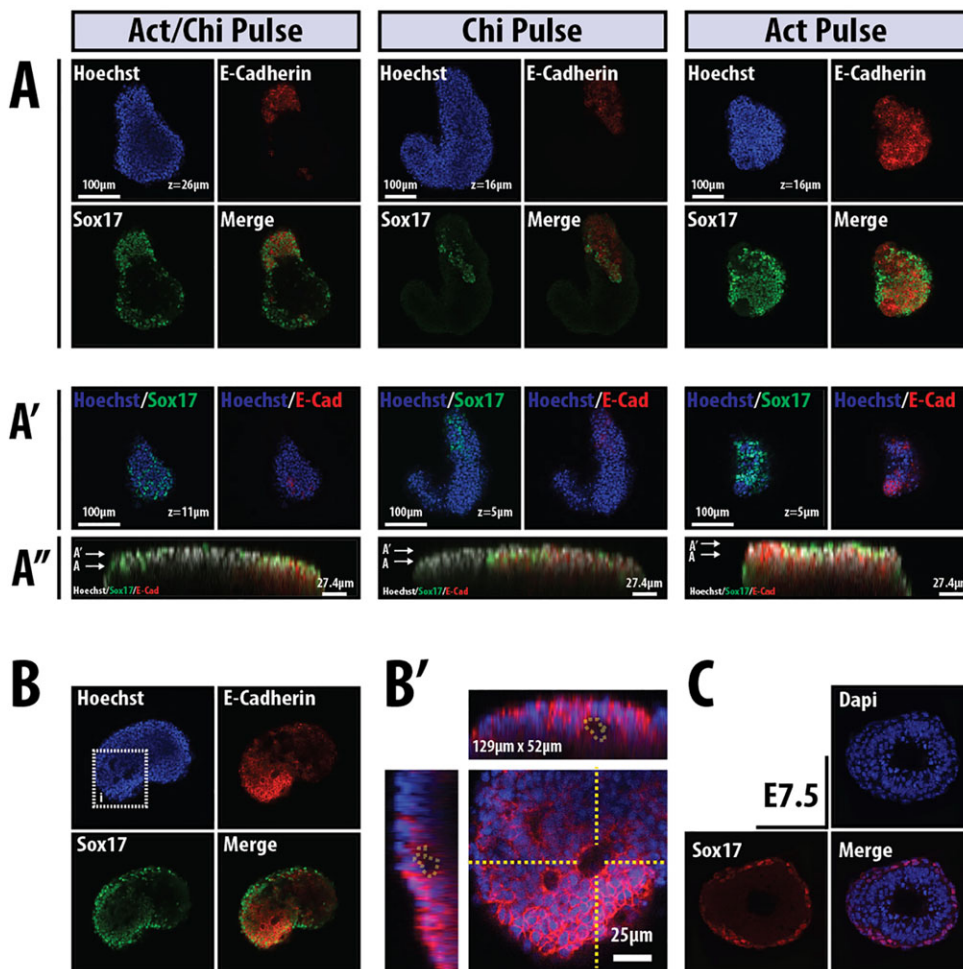 Act/Chi Pulse
Chi Pulse
Act Pulse
A
Hoechst
E-Cadherin
100µm
z=26µm
Sox17
Merge
Hoechst
E-Cadherin
100µm
z=16µm
Sox17
Merge
Hoechst
E-Cadherin
100µm
z=16µm
Sox17
Merge
A′
Hoechst/Sox17
Hoechst/E-Cad
100µm
z=11µm
Hoechst/Sox17
Hoechst/E-Cad
100µm
z=5µm
Hoechst/Sox17
Hoechst/E-Cad
100µm
z=5µm
A″
A′
A
27.4µm
Hoechst/Sox17/E-Cad
A′
A
27.4µm
Hoechst/Sox17/E-Cad
A′
A
27.4µm
Hoechst/Sox17/E-Cad
B
Hoechst
E-Cadherin
i
Sox17
Merge
B′
129µm x 52µm
25µm
C
Dapi
E7.5
Sox17
Merge